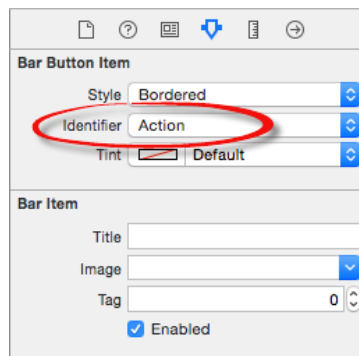 Bar Button Item
Style Bordered
Identifier Action
Tint Default
Bar Item
Title
Image
Tag 0
Enabled